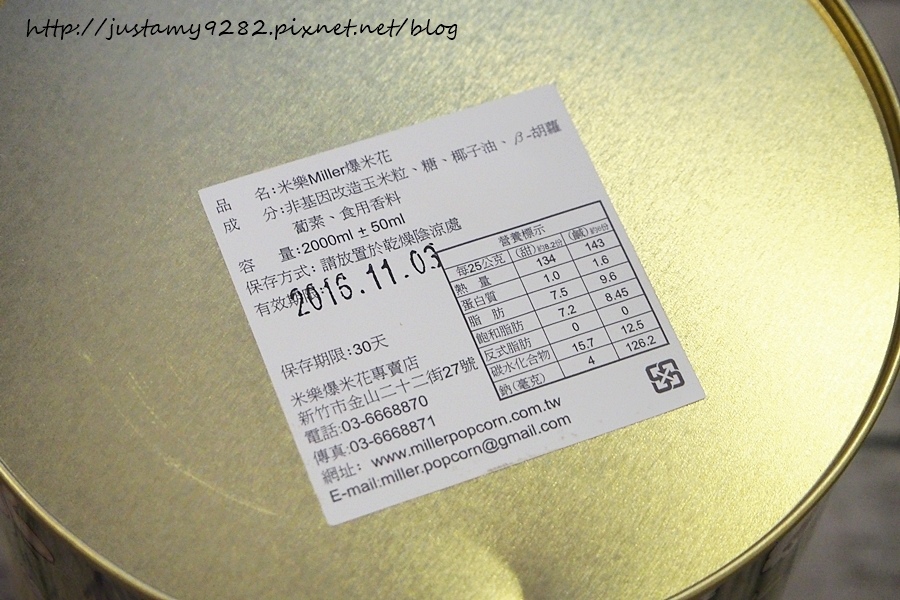 http://justamy9282.pixnet.net/blog
品 名:米樂Miller爆米花
成 分:非基因改造玉米粒、糖、椰子油、β-胡蘿
蔔素、食用香料
容 量:2000ml ± 50ml
保存方式: 請放置於乾燥陰涼處
有效期限:
2016.11.03
保存期限:30天
米樂爆米花專賣店
新竹市金山二十二街27號
電話:03-6668870
傳真:03-6668871
網址: www.millerpopcorn.com.tw
E-mail:miller.popcorn@gmail.com
營養標示
每25公克 (甜)約8.2份 (鹹)約6份
熱 量 134 143
蛋白質 1.0 1.6
脂 肪 7.5 9.6
飽和脂肪 7.2 8.45
反式脂肪 0 0
碳水化合物 15.7 12.5
鈉(毫克) 4 126.2